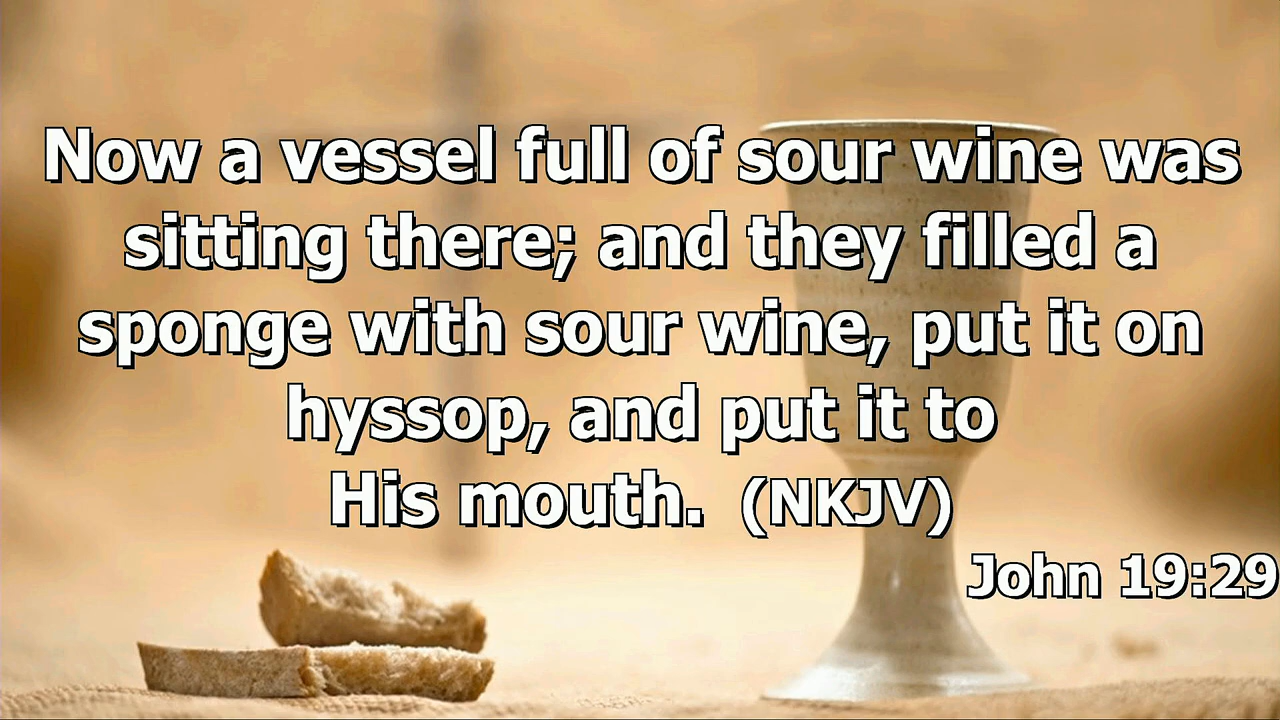 Now a vessel full of sour wine was
sitting there; and they filled a
sponge with sour wine, put it on
hyssop, and put it to
His mouth. (NKJV)
John 19:29